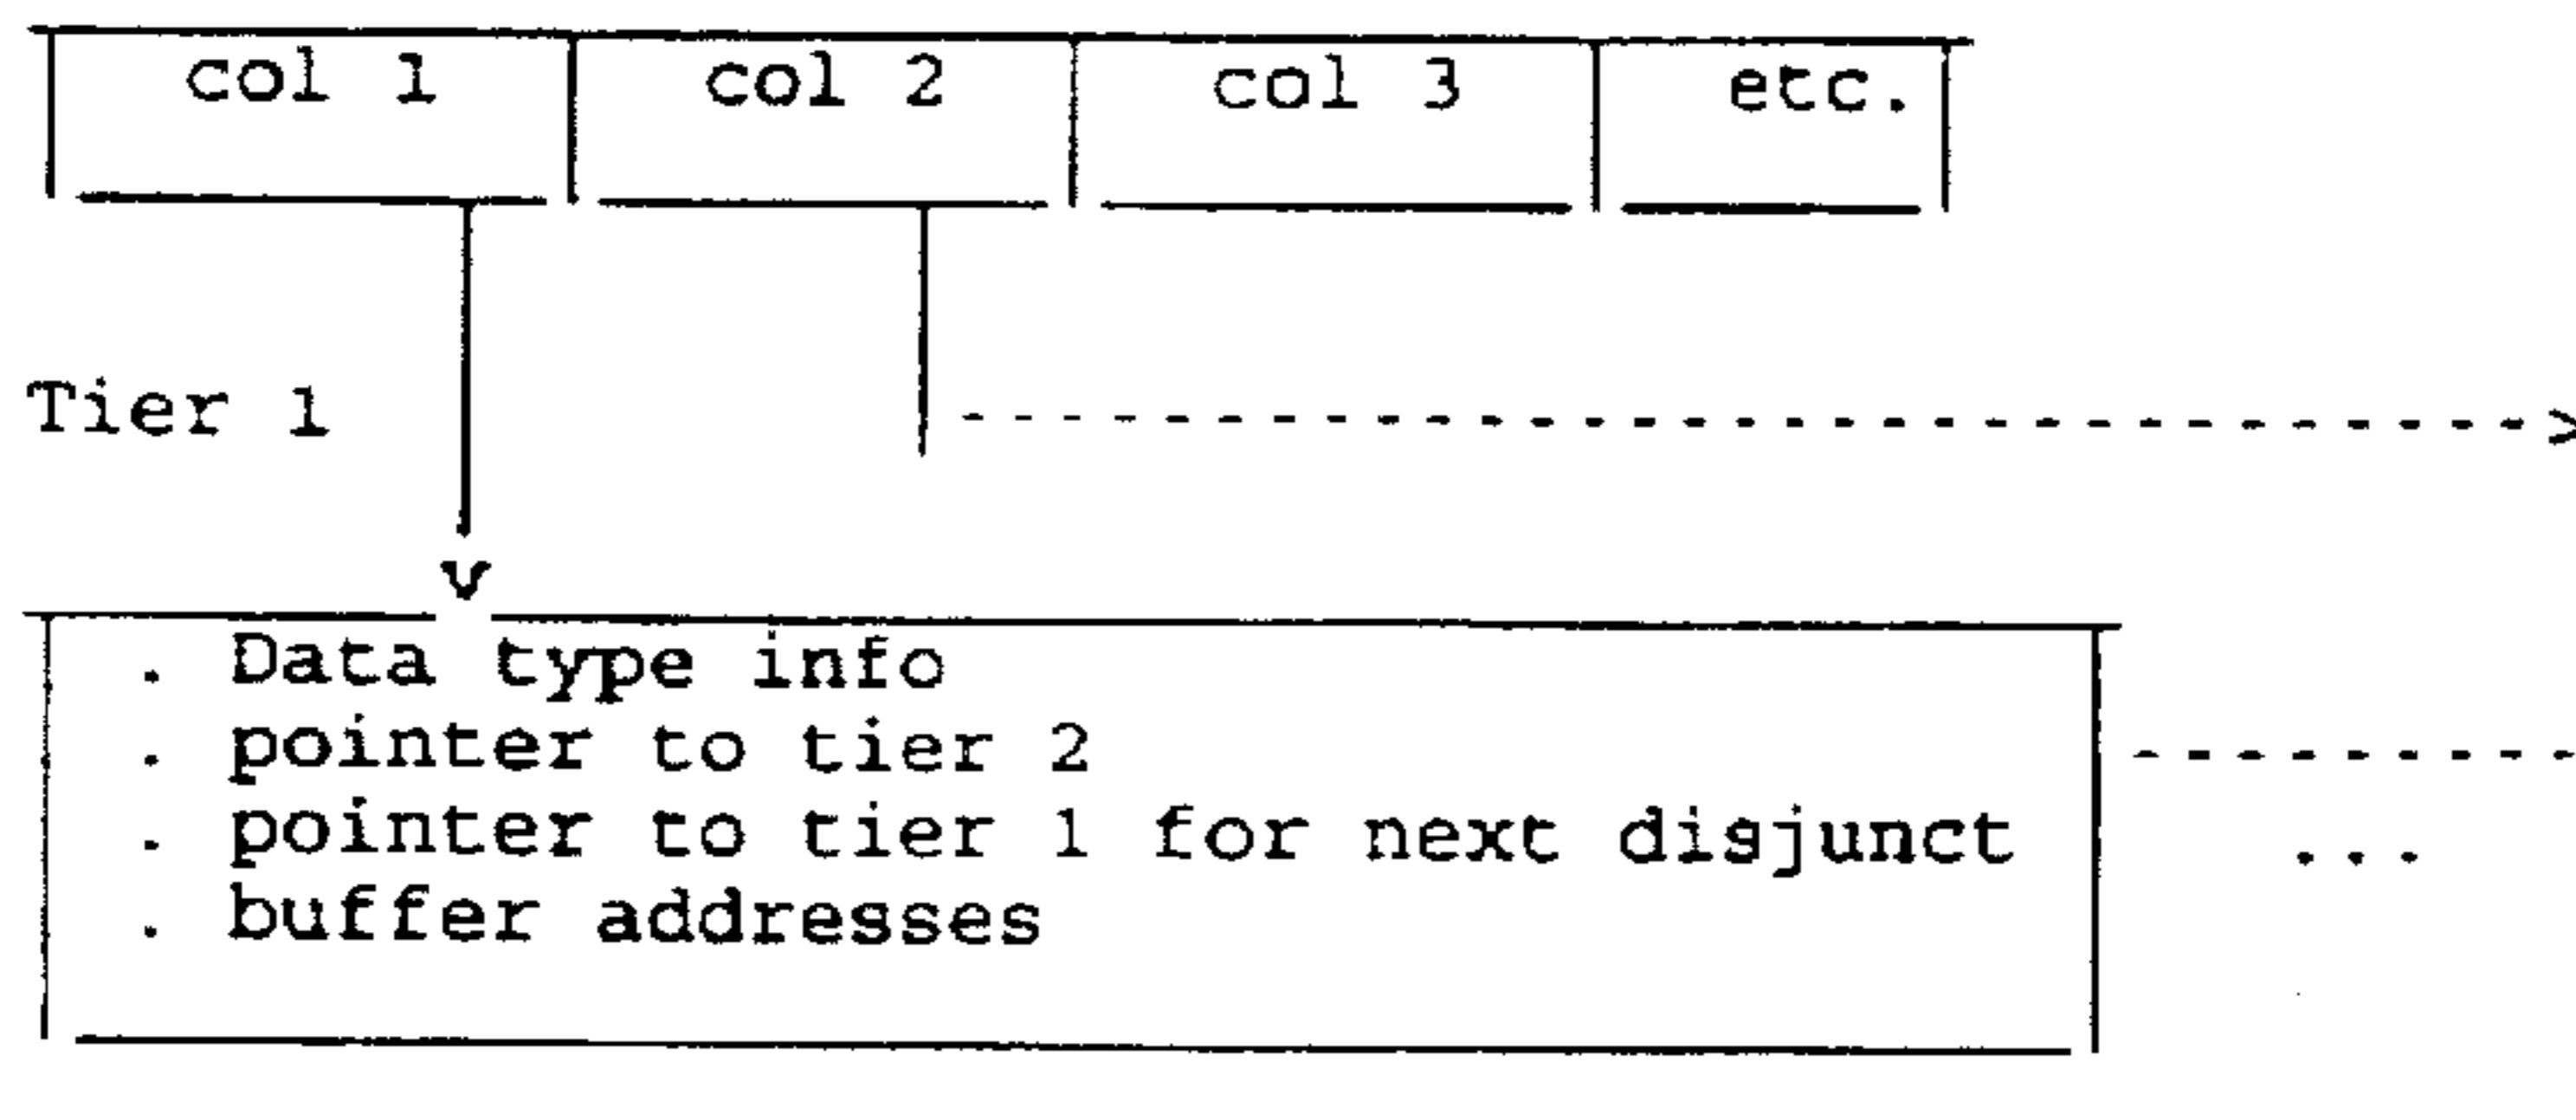 col 1 col 2 col 3 etc.
Tier 1
. Data type info
. pointer to tier 2
. pointer to tier 1 for next disjunct ...
. buffer addresses